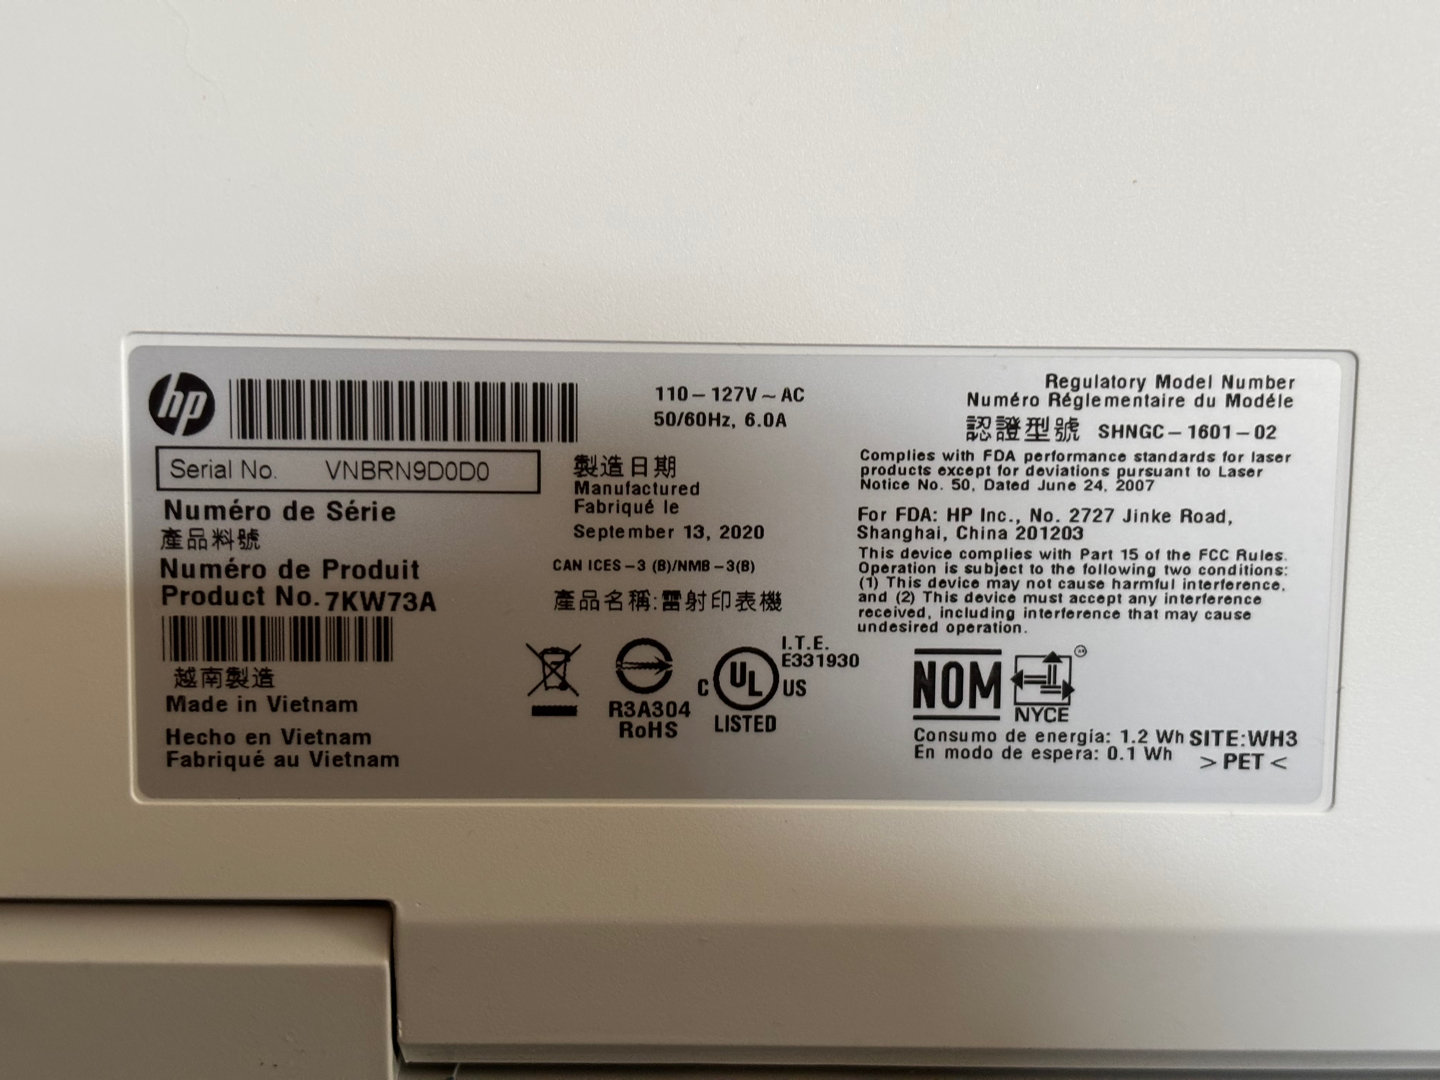 hp
Serial No. VNBRN9D0D0
Numéro de Série
產品料號
Numéro de Produit
Product No. 7KW73A
越南製造
Made in Vietnam
Hecho en Vietnam
Fabriqué au Vietnam
110–127V ~ AC
50/60Hz, 6.0A
製造日期
Manufactured
Fabriqué le
September 13, 2020
CAN ICES–3 (B)/NMB–3(B)
產品名稱:雷射印表機
R3A304
RoHS
C UL US
LISTED
I.T.E.
E331930
Regulatory Model Number
Numéro Réglementaire du Modéle
認證型號 SHNGC–1601–02
Complies with FDA performance standards for laser
products except for deviations pursuant to Laser
Notice No. 50, Dated June 24, 2007
For FDA: HP Inc., No. 2727 Jinke Road,
Shanghai, China 201203
This device complies with Part 15 of the FCC Rules.
Operation is subject to the following two conditions:
(1) This device may not cause harmful interference,
and (2) This device must accept any interference
received, including interference that may cause
undesired operation.
NOM
NYCE
Consumo de energía: 1.2 Wh
En modo de espera: 0.1 Wh
SITE:WH3
>PET<